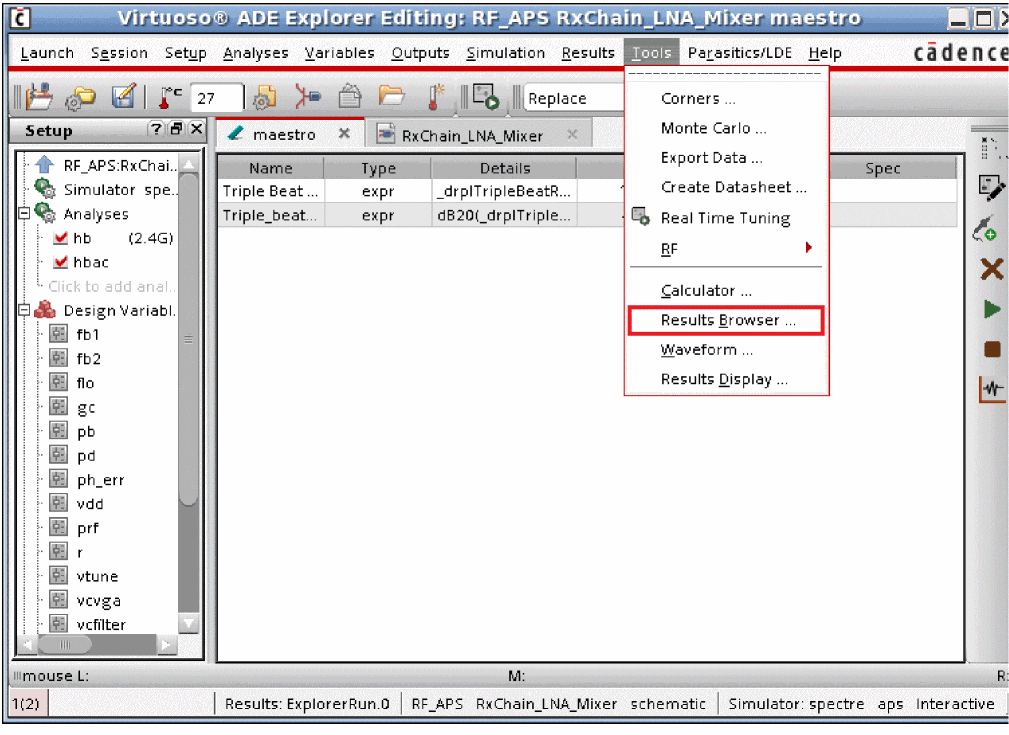 Virtuoso® ADE Explorer Editing: RF_APS RxChain_LNA_Mixer maestro
Launch Session Setup Analyses Variables Outputs Simulation Results Tools Parasitics/LDE Help cādence
°C 27 Replace
Setup
maestro
RxChain_LNA_Mixer
RF_APS:RxChai..
Simulator spe..
Analyses
hb (2.4G)
hbac
Click to add anal..
Design Variabl.
fb1
fb2
flo
gc
pb
pd
ph_err
vdd
prf
r
vtune
vcvga
vcfilter
Name Type Details Spec
Triple Beat ... expr _drplTripleBeatR...
Triple_beat... expr dB20(_drplTriple...
Corners ...
Monte Carlo ...
Export Data ...
Create Datasheet ...
Real Time Tuning
RF
Calculator ...
Results Browser ...
Waveform ...
Results Display ...
mouse L: M: R:
1(2)
Results: ExplorerRun.0
RF_APS RxChain_LNA_Mixer schematic
Simulator: spectre aps Interactive